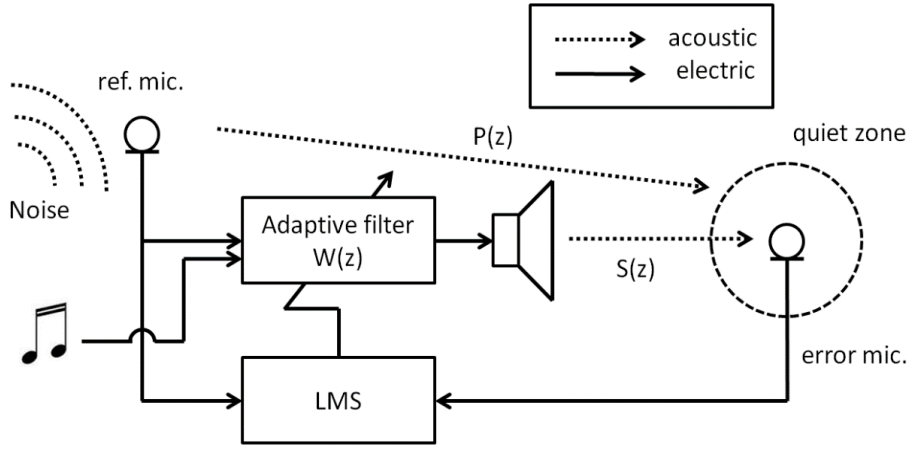 acoustic
electric
ref. mic.
P(z)
quiet zone
Noise
Adaptive filter
W(z)
S(z)
error mic.
LMS